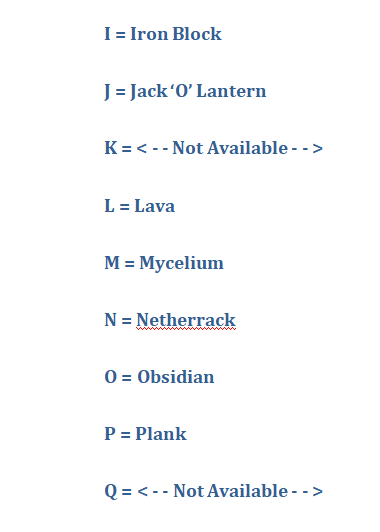 I = Iron Block
J = Jack ‘O’ Lantern
K = < - - Not Available - - >
L = Lava
M = Mycelium
N = Netherrack
O = Obsidian
P = Plank
Q = < - - Not Available - - >